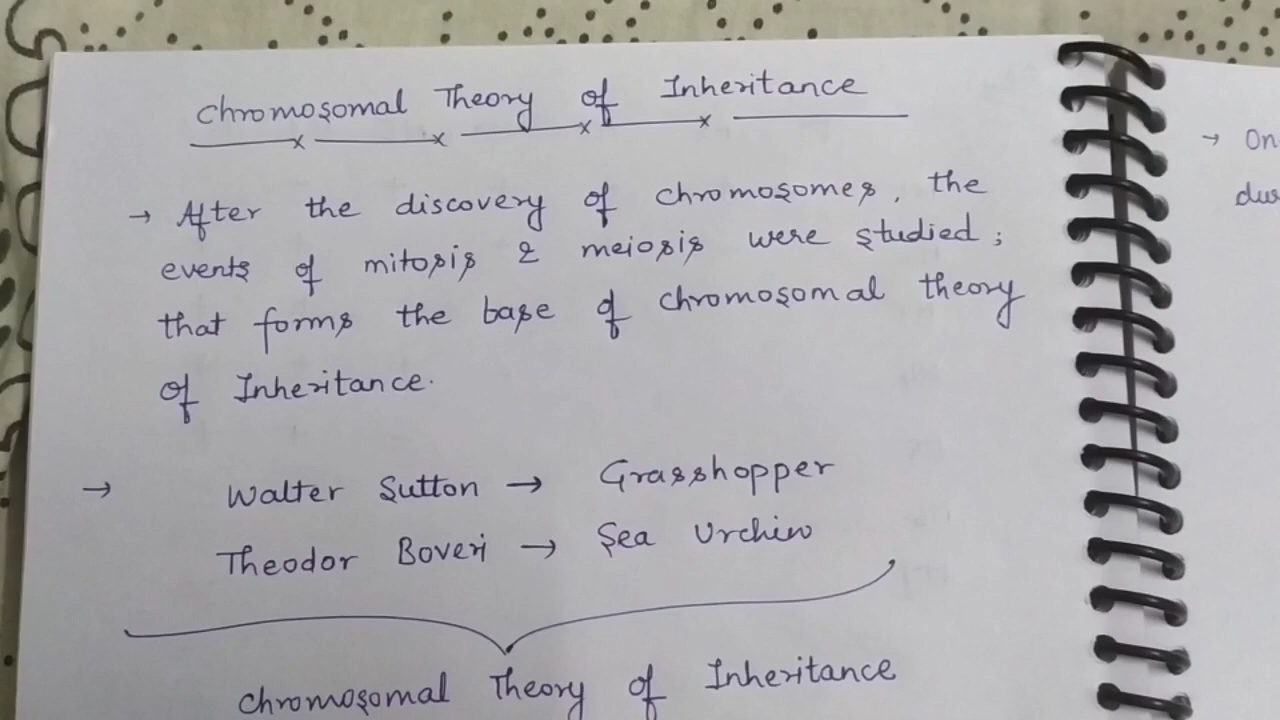 Chromosomal Theory of Inheritance
→ After the discovery of chromosomes, the
events of mitosis & meiosis were studied;
that forms the base of chromosomal theory
of Inheritance.
→ Walter Sutton → Grasshopper
Theodor Boveri → Sea Urchin
Chromosomal Theory of Inheritance
→ On